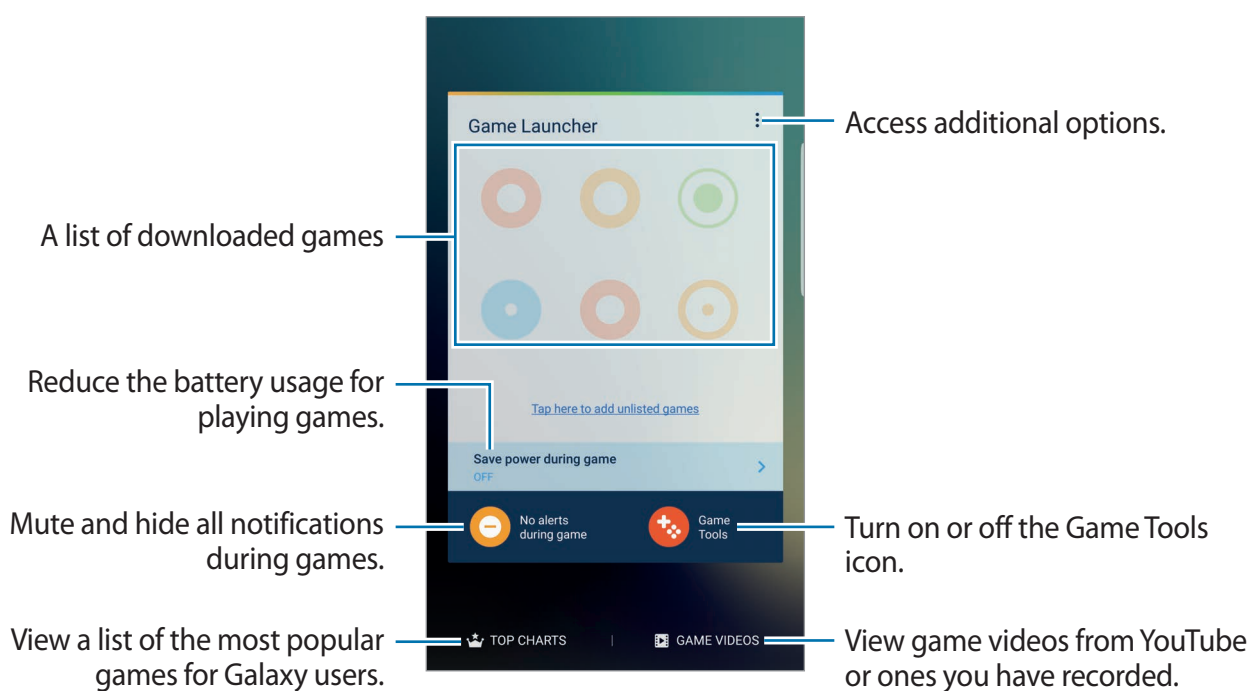 Game Launcher
Access additional options.
A list of downloaded games
Reduce the battery usage for
playing games.
Tap here to add unlisted games
Save power during game
OFF
Mute and hide all notifications
during games.
No alerts
during game
Game
Tools
Turn on or off the Game Tools
icon.
View a list of the most popular
games for Galaxy users.
TOP CHARTS
GAME VIDEOS
View game videos from YouTube
or ones you have recorded.